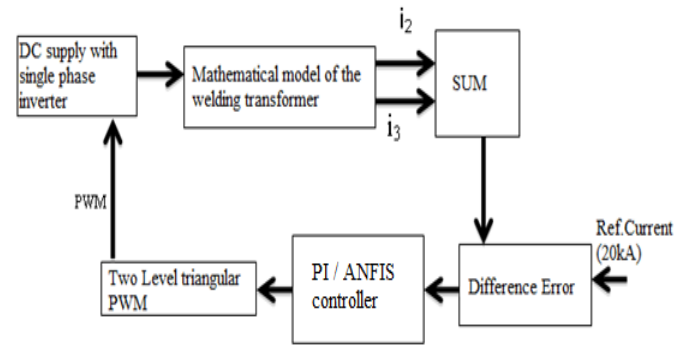 DC supply with
single phase
inverter
Mathematical model of the
welding transformer
i2
i3
SUM
PWM
Two Level triangular
PWM
PI / ANFIS
controller
Difference Error
Ref.Current
(20kA)